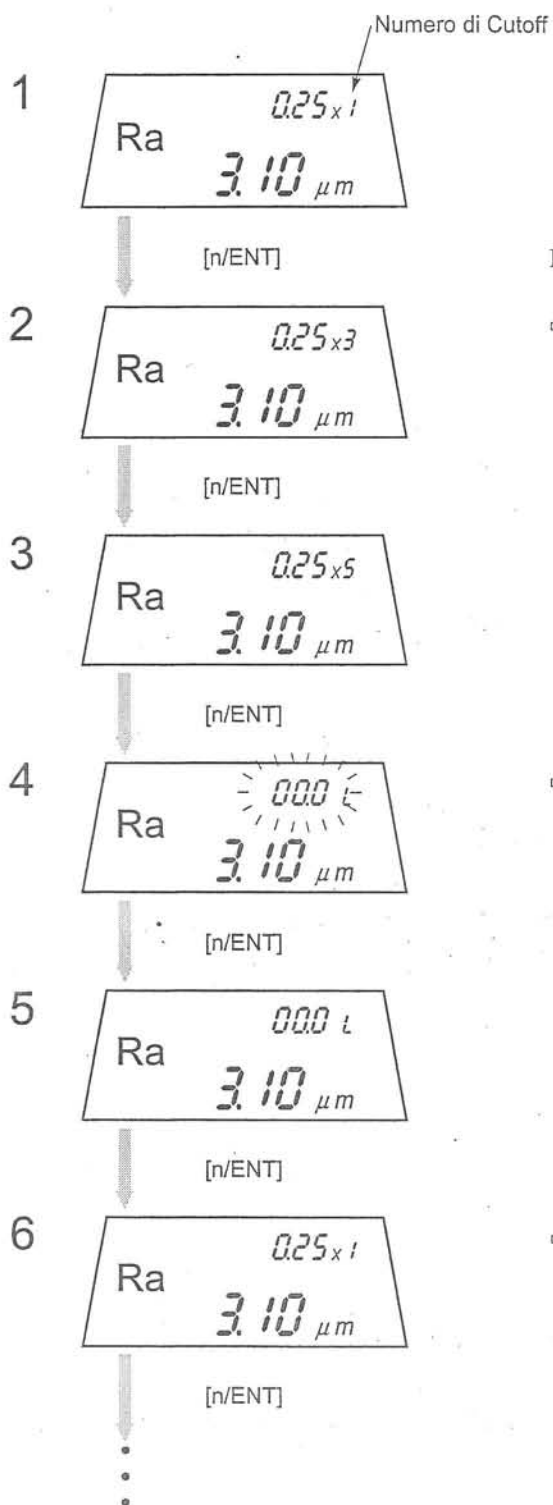 Numero di Cutoff
1
0.25x1
Ra
3.10 µm
[n/ENT]
2
0.25x3
Ra
3.10 µm
[n/ENT]
3
0.25x5
Ra
3.10 µm
[n/ENT]
4
00.0 L
Ra
3.10 µm
[n/ENT]
5
00.0 L
Ra
3.10 µm
[n/ENT]
6
0.25x1
Ra
3.10 µm
[n/ENT]